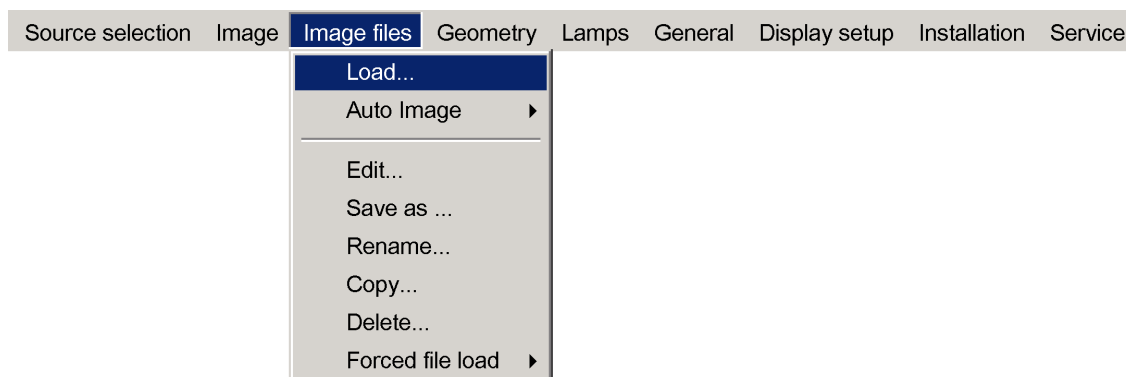 Source selection Image Image files Geometry Lamps General Display setup Installation Service
Load...
Auto Image
Edit...
Save as ...
Rename...
Copy...
Delete...
Forced file load